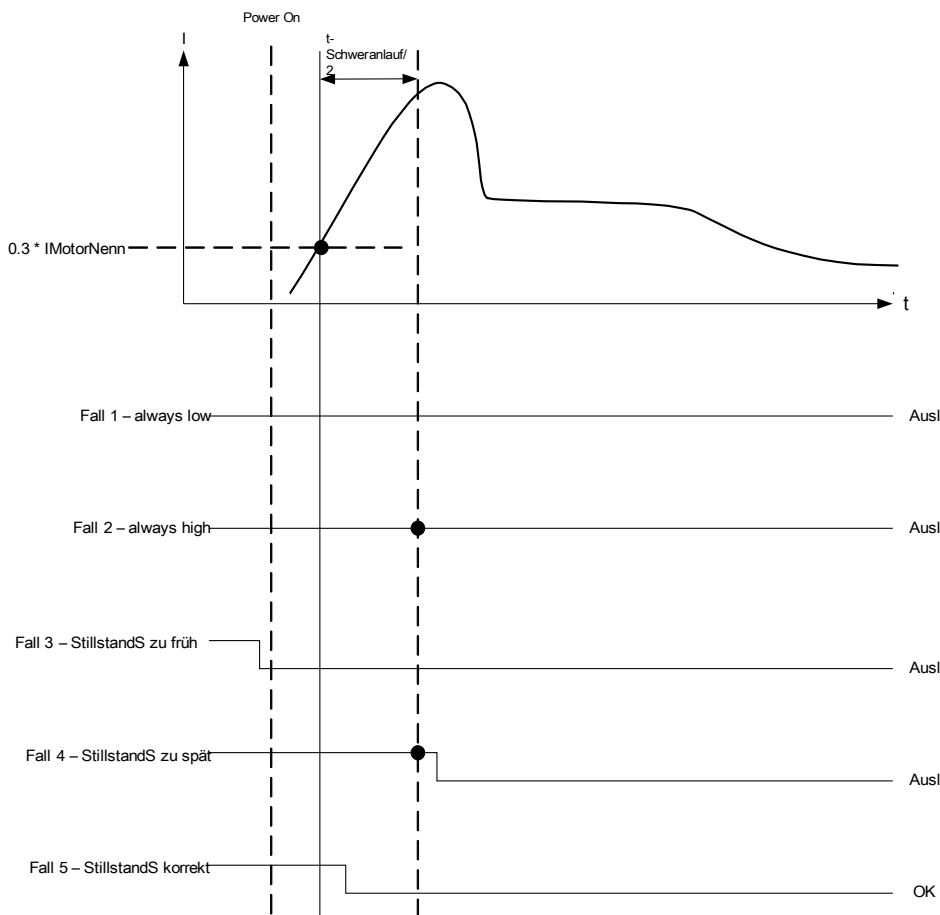 Power On
I
t-
Schweranlauf/
2
0.3 * IMotorNenn
t
Fall 1 – always low
Ausl
Fall 2 – always high
Ausl
Fall 3 – StillstandS zu früh
Ausl
Fall 4 – StillstandS zu spät
Ausl
Fall 5 – StillstandS korrekt
OK